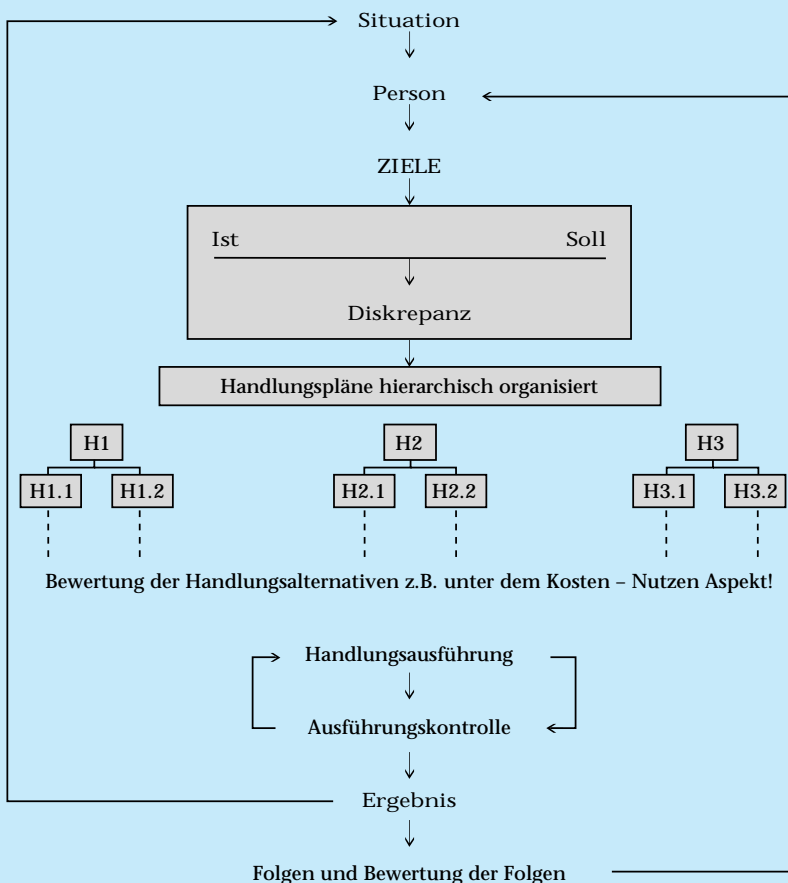 Situation
Person
ZIELE
Ist Soll
Diskrepanz
Handlungspläne hierarchisch organisiert
H1 H2 H3
H1.1 H1.2 H2.1 H2.2 H3.1 H3.2
Bewertung der Handlungsalternativen z.B. unter dem Kosten – Nutzen Aspekt!
Handlungsausführung
Ausführungskontrolle
Ergebnis
Folgen und Bewertung der Folgen